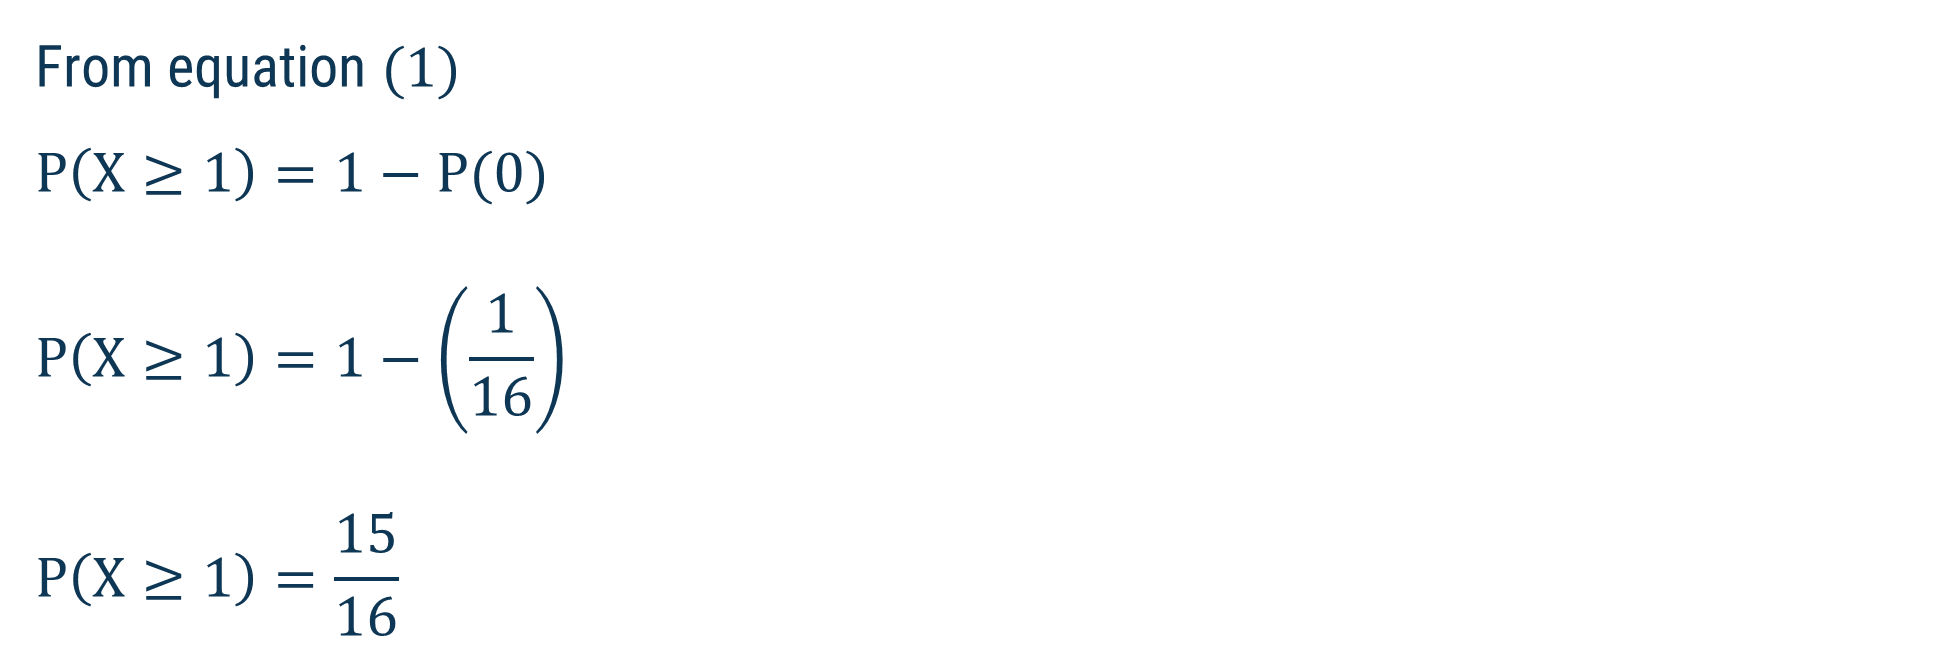 From equation (1)
P(X ≥ 1) = 1 − P(0)
P(X ≥ 1) = 1 − (1/16)
P(X ≥ 1) = 15/16